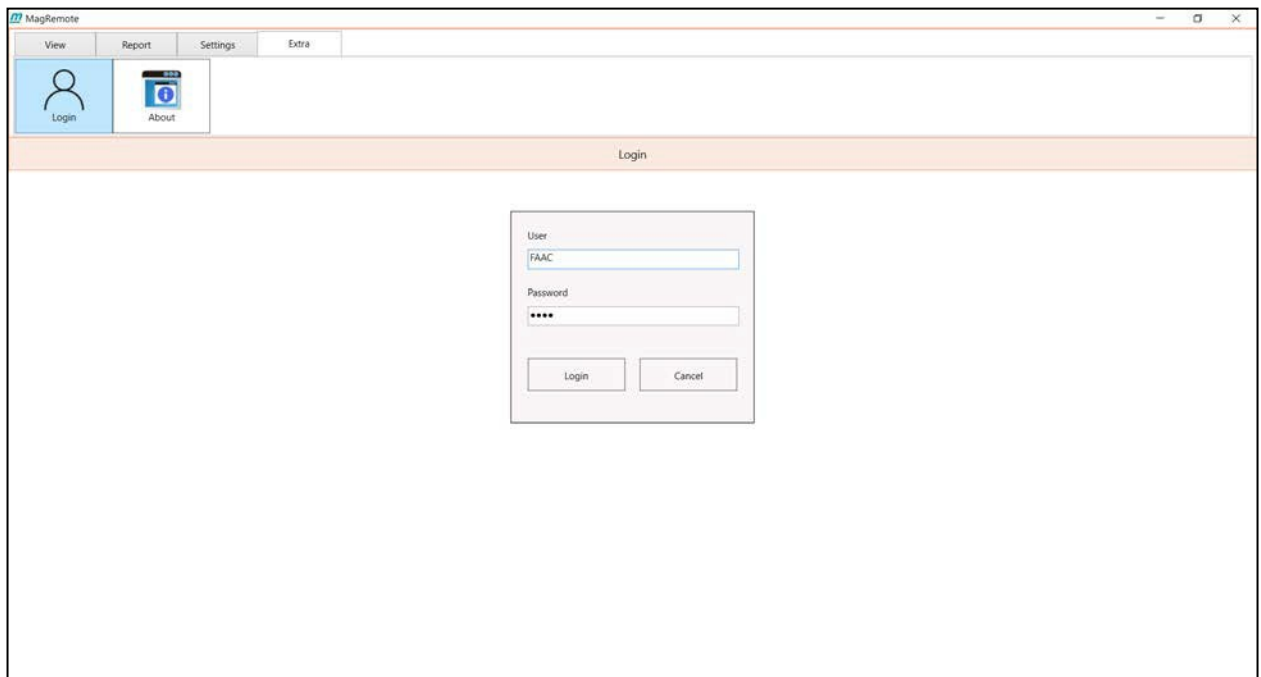 MagRemote
View Report Settings Extra
Login About
Login
User
FAAC
Password
••••
Login Cancel